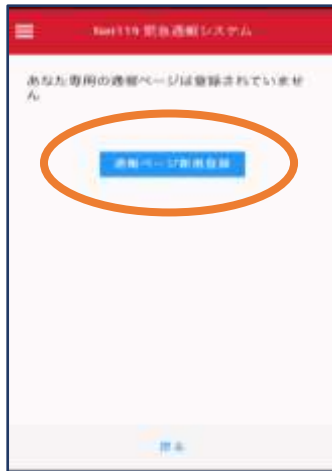 Net119 緊急通報システム
あなた専用の通報ページは登録されていませ
ん
通報ページ新規登録
戻る